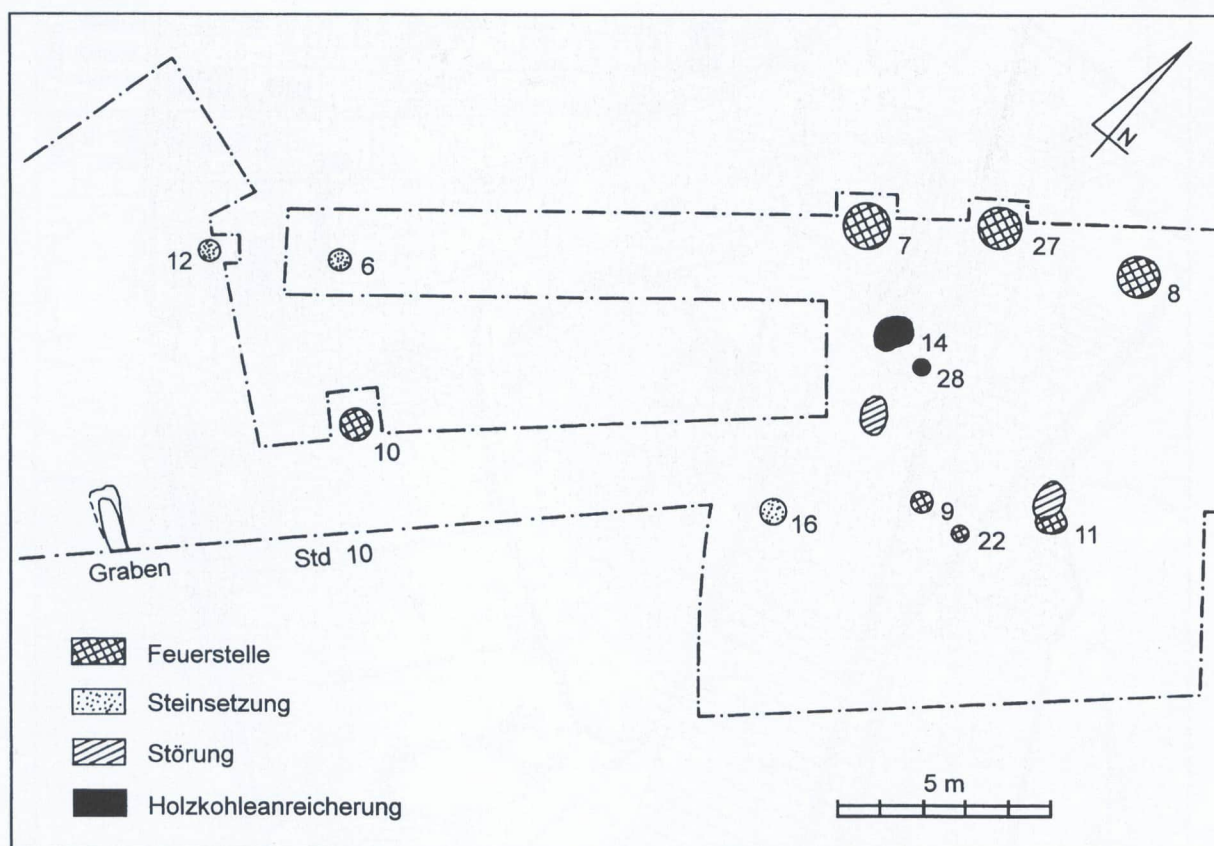 N
12
6
7
27
8
14
28
10
16
9
22
11
Graben
Std 10
Feuerstelle
Steinsetzung
Störung
Holzkohleanreicherung
5 m